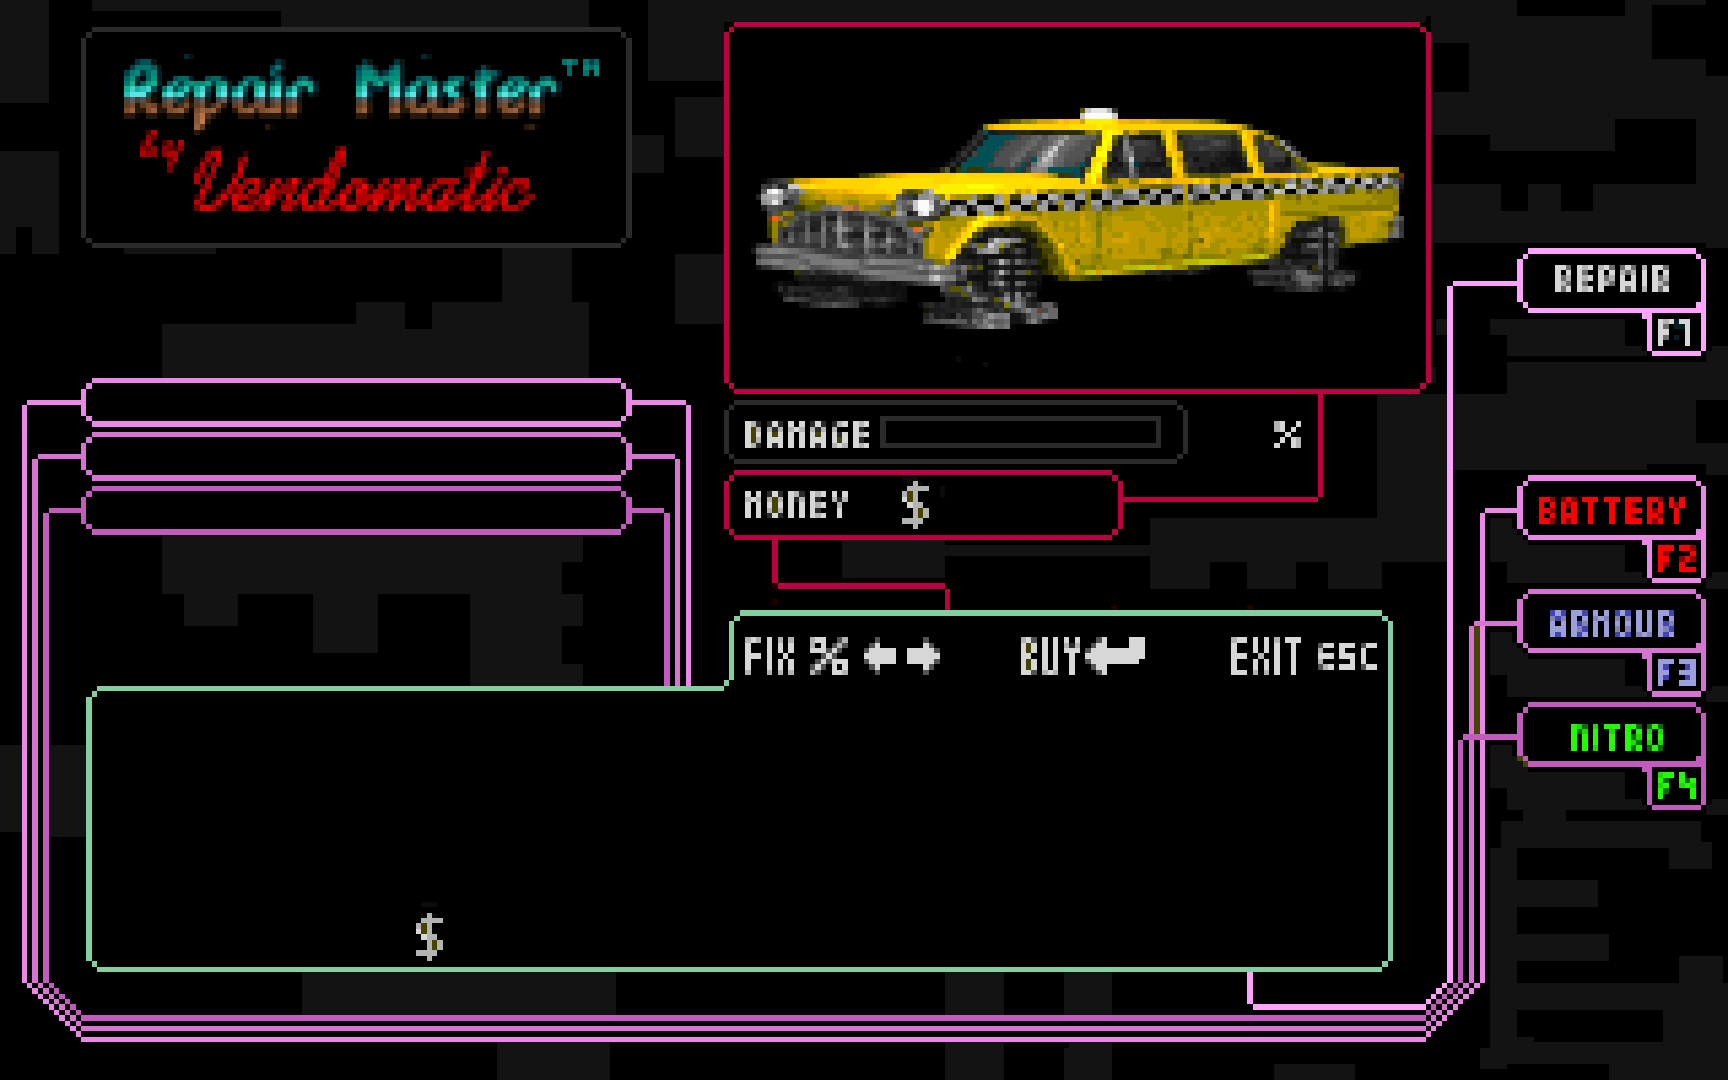 Repair Master™
by Vendomatic
REPAIR
F1
DAMAGE %
MONEY $
BATTERY
F2
ARMOUR
F3
FIX % BUY EXIT ESC
NITRO
F4
$